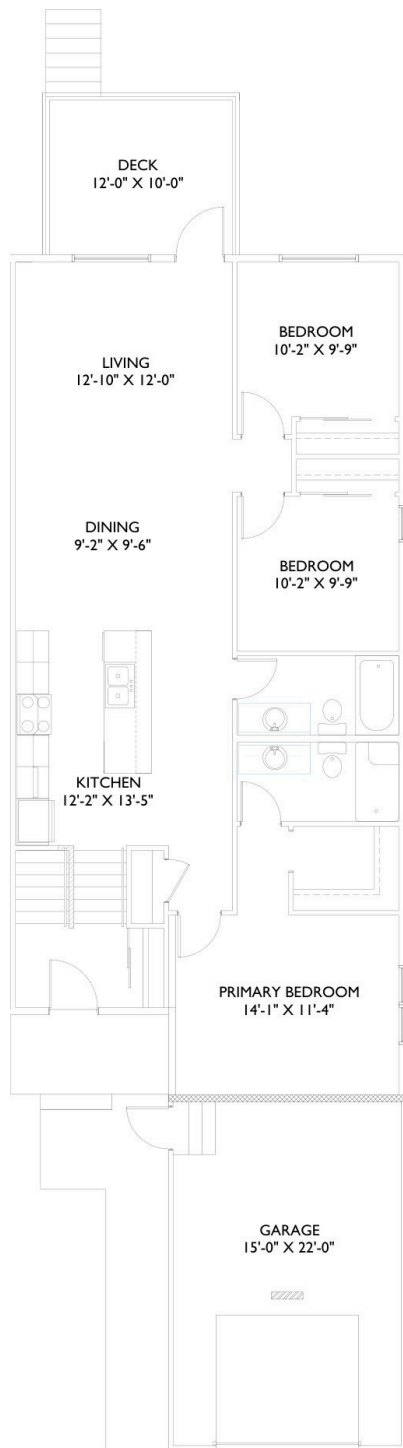 DECK
12'-0" X 10'-0"
LIVING
12'-10" X 12'-0"
BEDROOM
10'-2" X 9'-9"
DINING
9'-2" X 9'-6"
BEDROOM
10'-2" X 9'-9"
KITCHEN
12'-2" X 13'-5"
PRIMARY BEDROOM
14'-1" X 11'-4"
GARAGE
15'-0" X 22'-0"